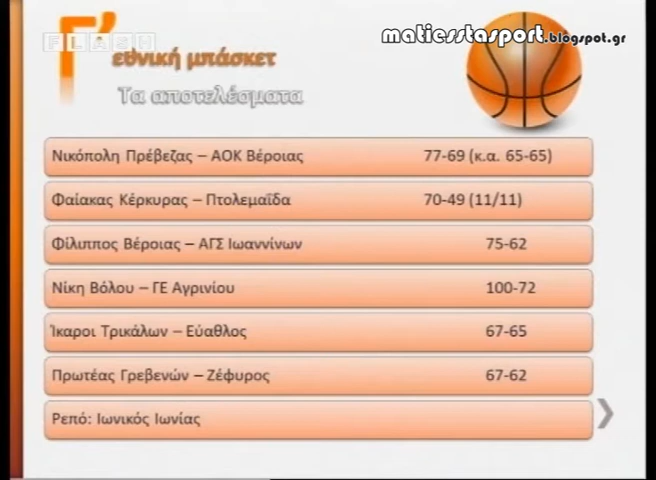 FLASH
matiesstasport.blogspot.gr
Γ' εθνική μπάσκετ
Τα αποτελέσματα
Νικόπολη Πρέβεζας – ΑΟΚ Βέροιας 77-69 (κ.α. 65-65)
Φαίακας Κέρκυρας – Πτολεμαΐδα 70-49 (11/11)
Φίλιππος Βέροιας – ΑΓΣ Ιωαννίνων 75-62
Νίκη Βόλου – ΓΕ Αγρινίου 100-72
Ίκαροι Τρικάλων – Εύαθλος 67-65
Πρωτέας Γρεβενών – Ζέφυρος 67-62
Ρεπό: Ιωνικός Ιωνίας